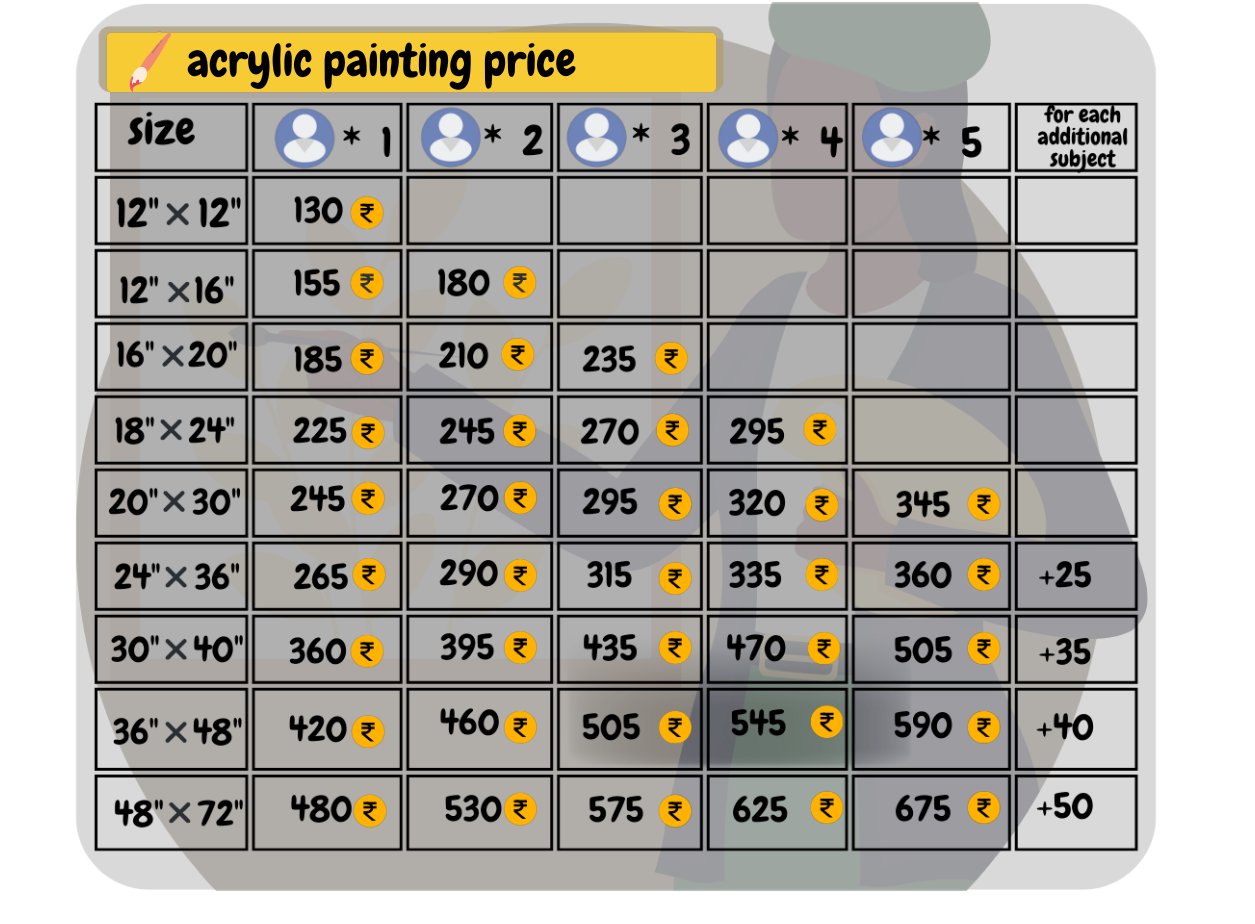 acrylic painting price
size * 1 * 2 * 3 * 4 * 5 for each
additional
subject
12" × 12" 130 ₹
12" × 16" 155 ₹ 180 ₹
16" × 20" 185 ₹ 210 ₹ 235 ₹
18" × 24" 225 ₹ 245 ₹ 270 ₹ 295 ₹
20" × 30" 245 ₹ 270 ₹ 295 ₹ 320 ₹ 345 ₹
24" × 36" 265 ₹ 290 ₹ 315 ₹ 335 ₹ 360 ₹ +25
30" × 40" 360 ₹ 395 ₹ 435 ₹ 470 ₹ 505 ₹ +35
36" × 48" 420 ₹ 460 ₹ 505 ₹ 545 ₹ 590 ₹ +40
48" × 72" 480 ₹ 530 ₹ 575 ₹ 625 ₹ 675 ₹ +50